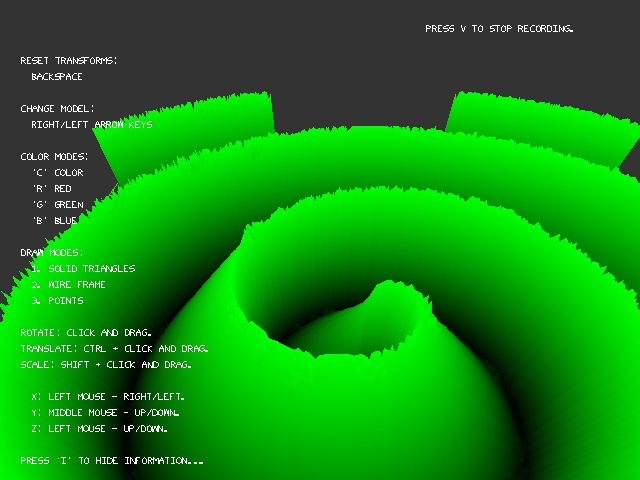 PRESS V TO STOP RECORDING.
RESET TRANSFORMS:
BACKSPACE
CHANGE MODEL:
RIGHT/LEFT ARROW KEYS
COLOR MODES:
'C' COLOR
'R' RED
'G' GREEN
'B' BLUE
DRAW MODES:
1. SOLID TRIANGLES
2. WIRE FRAME
3. POINTS
ROTATE: CLICK AND DRAG.
TRANSLATE: CTRL + CLICK AND DRAG.
SCALE: SHIFT + CLICK AND DRAG.
X: LEFT MOUSE - RIGHT/LEFT.
Y: MIDDLE MOUSE - UP/DOWN.
Z: LEFT MOUSE - UP/DOWN.
PRESS 'I' TO HIDE INFORMATION...